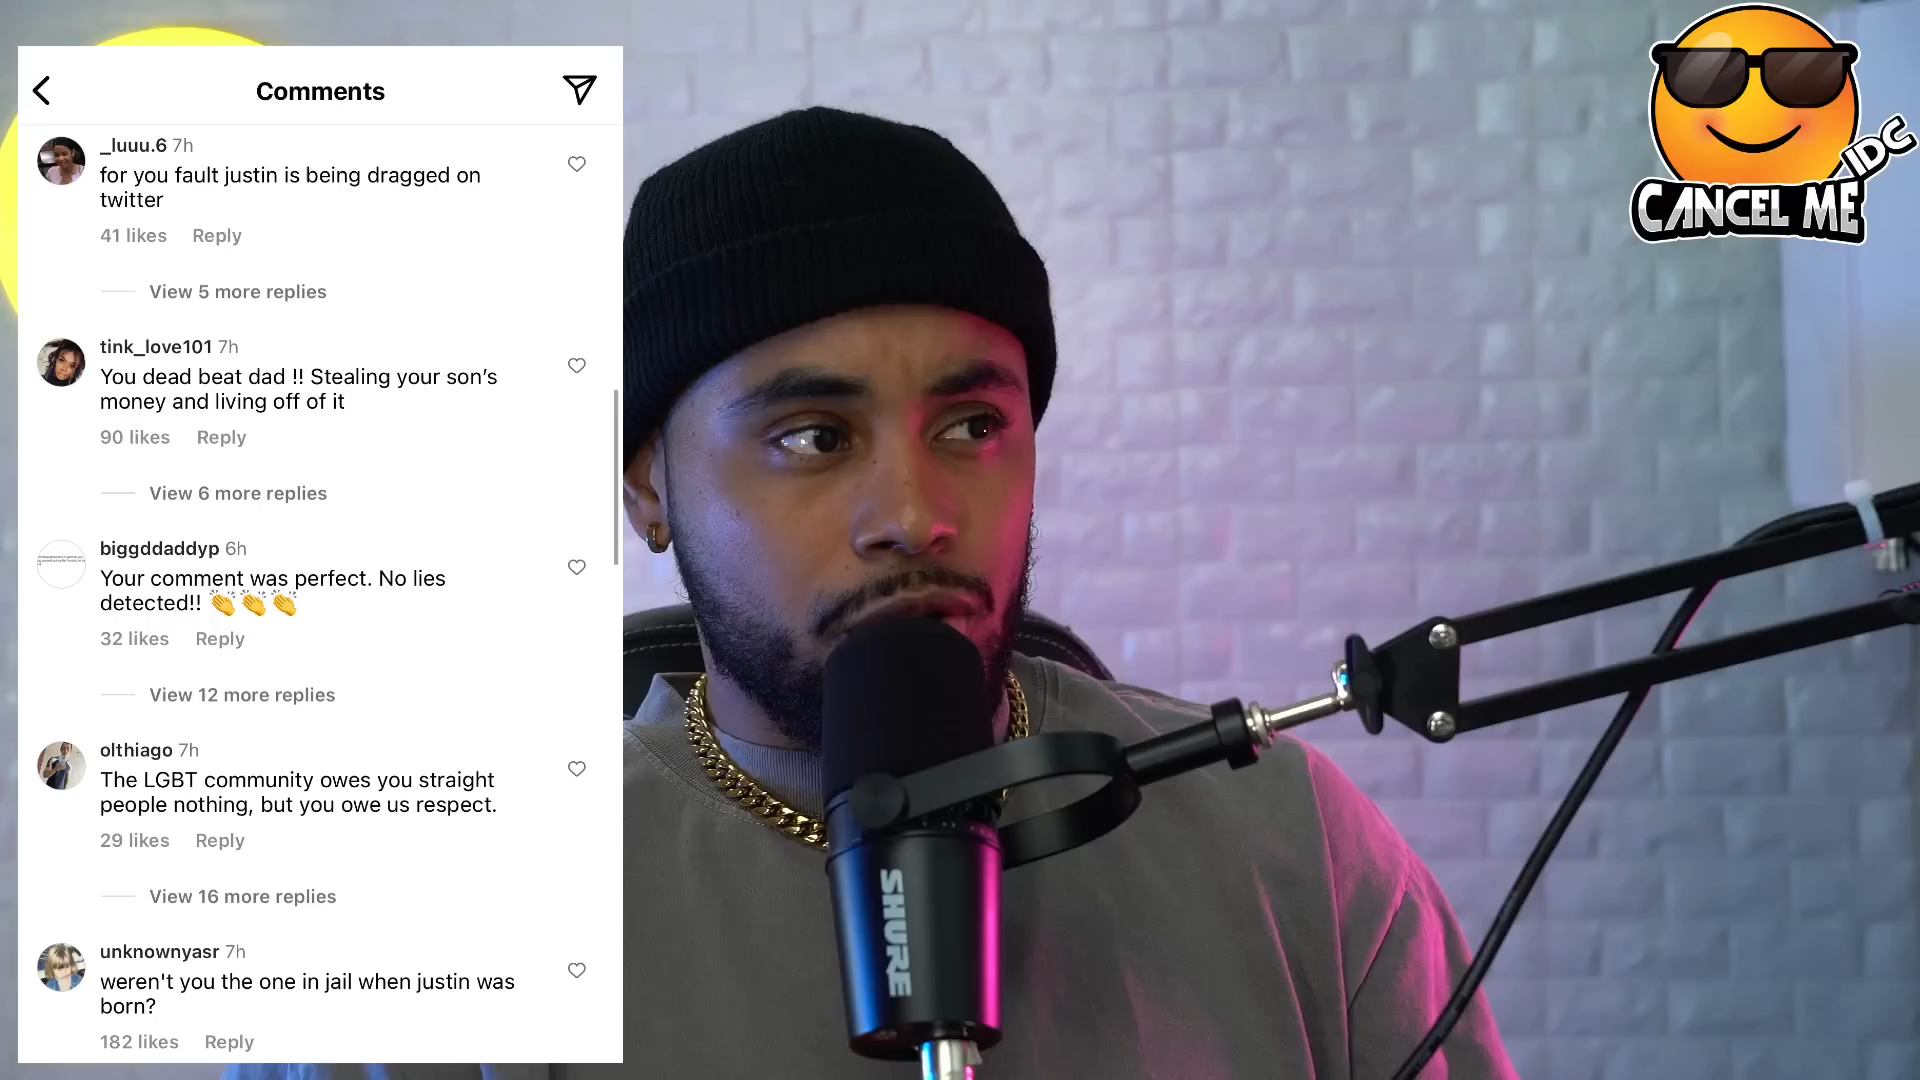 Comments
_luuu.6 7h
for you fault justin is being dragged on
twitter
41 likes Reply
View 5 more replies
tink_love101 7h
You dead beat dad !! Stealing your son’s
money and living off of it
90 likes Reply
View 6 more replies
biggddaddyp 6h
Your comment was perfect. No lies
detected!! 👏👏👏
32 likes Reply
View 12 more replies
olthiago 7h
The LGBT community owes you straight
people nothing, but you owe us respect.
29 likes Reply
View 16 more replies
unknownyasr 7h
weren't you the one in jail when justin was
born?
182 likes Reply
IDC
CANCEL ME
SHURE